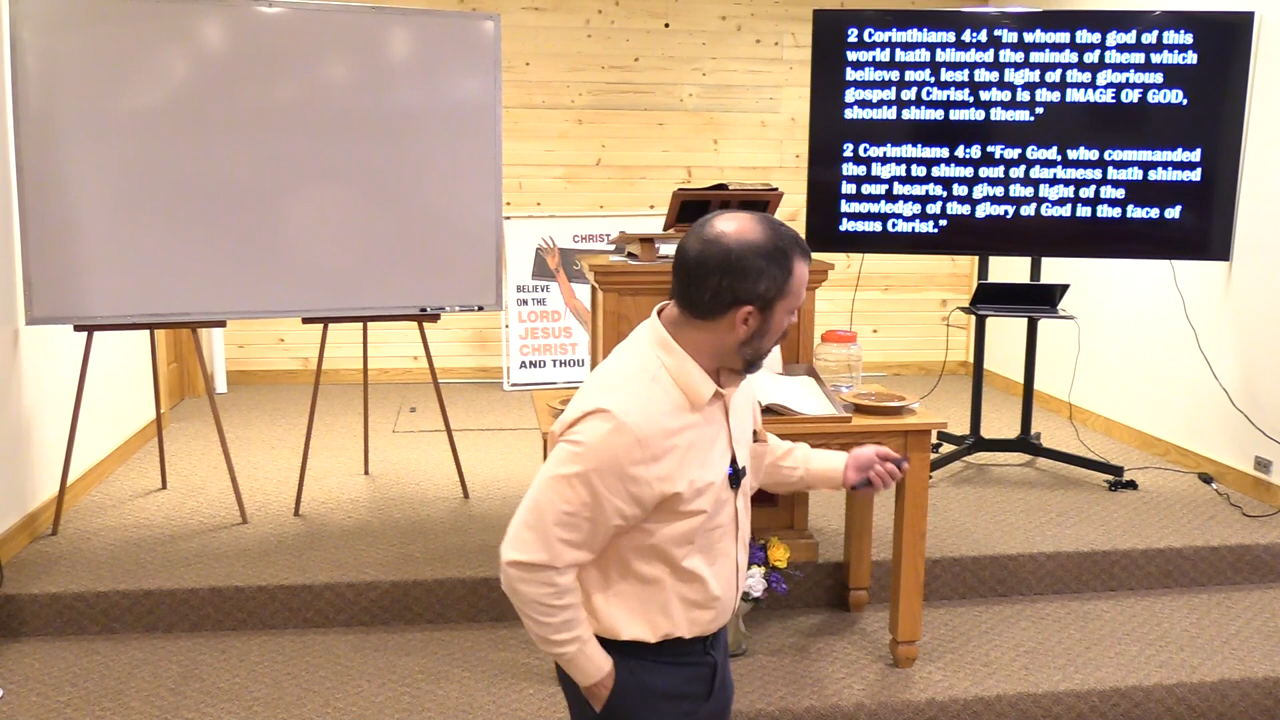 2 Corinthians 4:4 “In whom the god of this
world hath blinded the minds of them which
believe not, lest the light of the glorious
gospel of Christ, who is the IMAGE OF GOD,
should shine unto them.”
2 Corinthians 4:6 “For God, who commanded
the light to shine out of darkness hath shined
in our hearts, to give the light of the
knowledge of the glory of God in the face of
Jesus Christ.”
CHRIST
BELIEVE
ON THE
LORD
JESUS
CHRIST
AND THOU